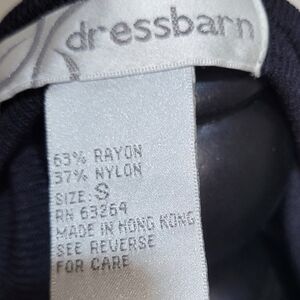 dressbarn
63% RAYON
37% NYLON
SIZE: S
RN 63264
MADE IN HONG KONG
SEE REVERSE
FOR CARE